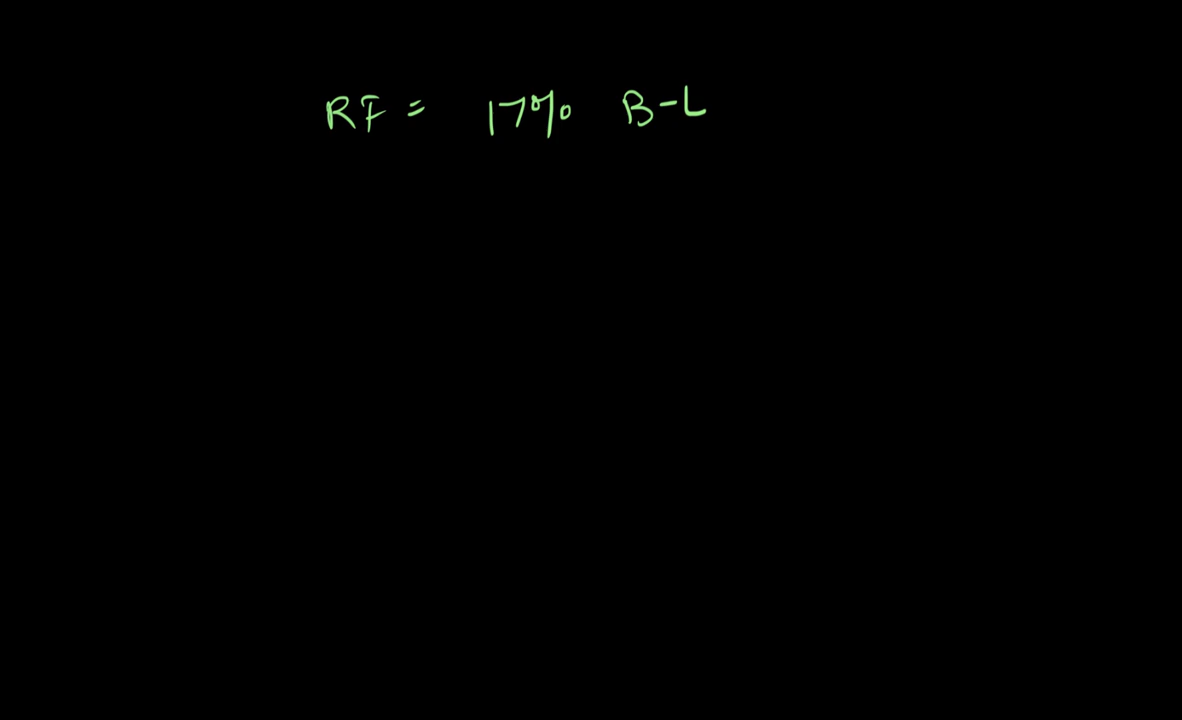 RF = 17% B-L